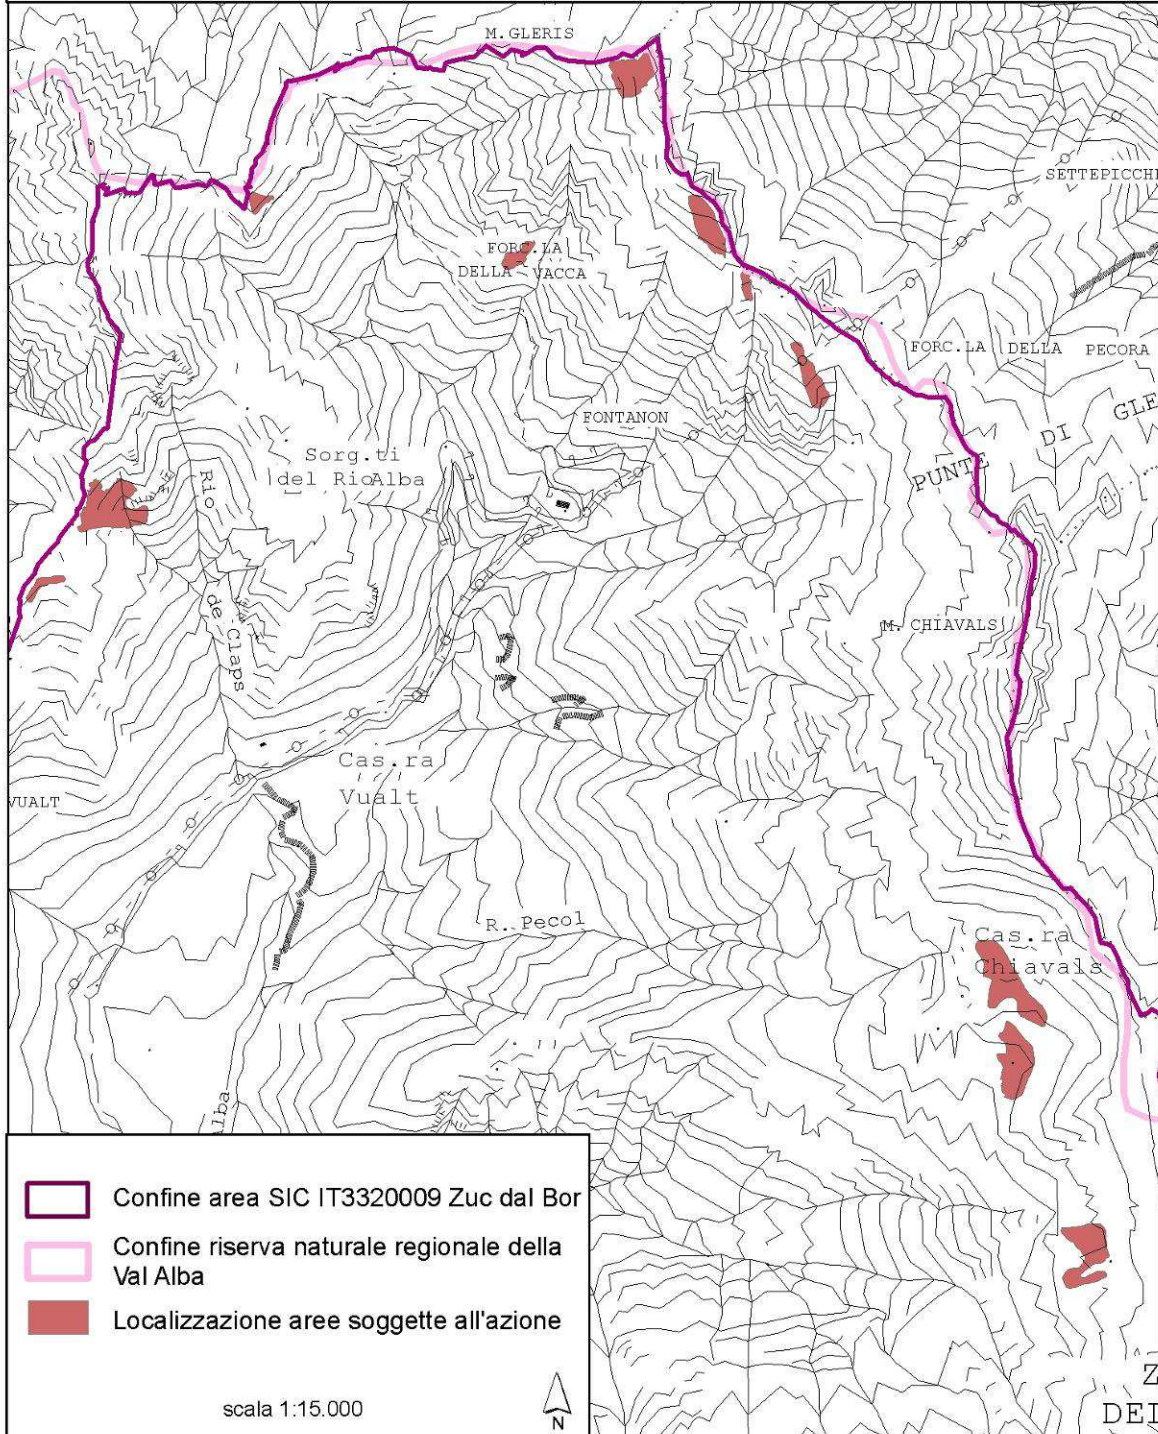 M. GLERIS
SETTEPICCHI
FORC.LA
DELLA VACCA
FORC.LA DELLA PECORA
GLE
DI
PUNTE
FONTANON
Sorg.ti
del RioAlba
Rio
de Claps
M. CHIAVALS
Cas.ra
Vualt
VUALT
R. Pecol
Cas.ra
Chiavals
Alba
Confine area SIC IT3320009 Zuc dal Bor
Confine riserva naturale regionale della
Val Alba
Localizzazione aree soggette all'azione
scala 1:15.000
N
Z
DEI